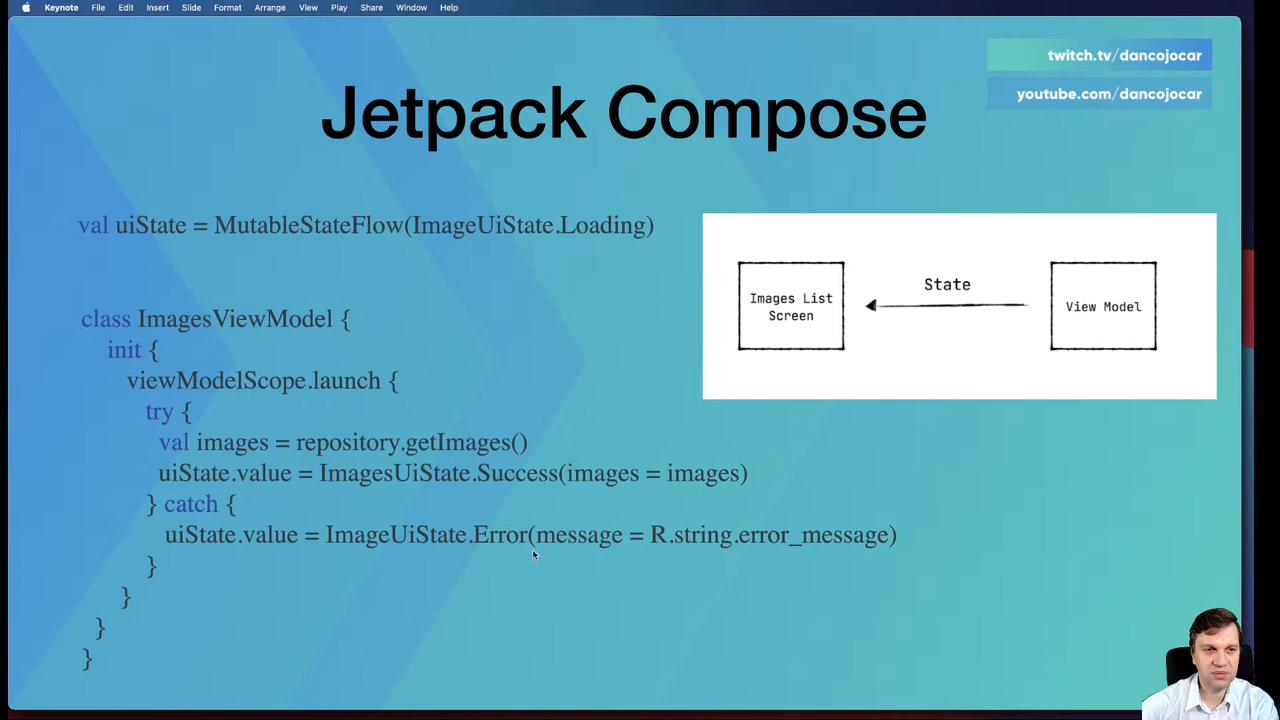 Keynote File Edit Insert Slide Format Arrange View Play Share Window Help
twitch.tv/dancojocar
youtube.com/dancojocar
Jetpack Compose
val uiState = MutableStateFlow(ImageUiState.Loading)
class ImagesViewModel {
init {
viewModelScope.launch {
try {
val images = repository.getImages()
uiState.value = ImagesUiState.Success(images = images)
} catch {
uiState.value = ImageUiState.Error(message = R.string.error_message)
}
}
}
}
Images List
Screen
State
View Model